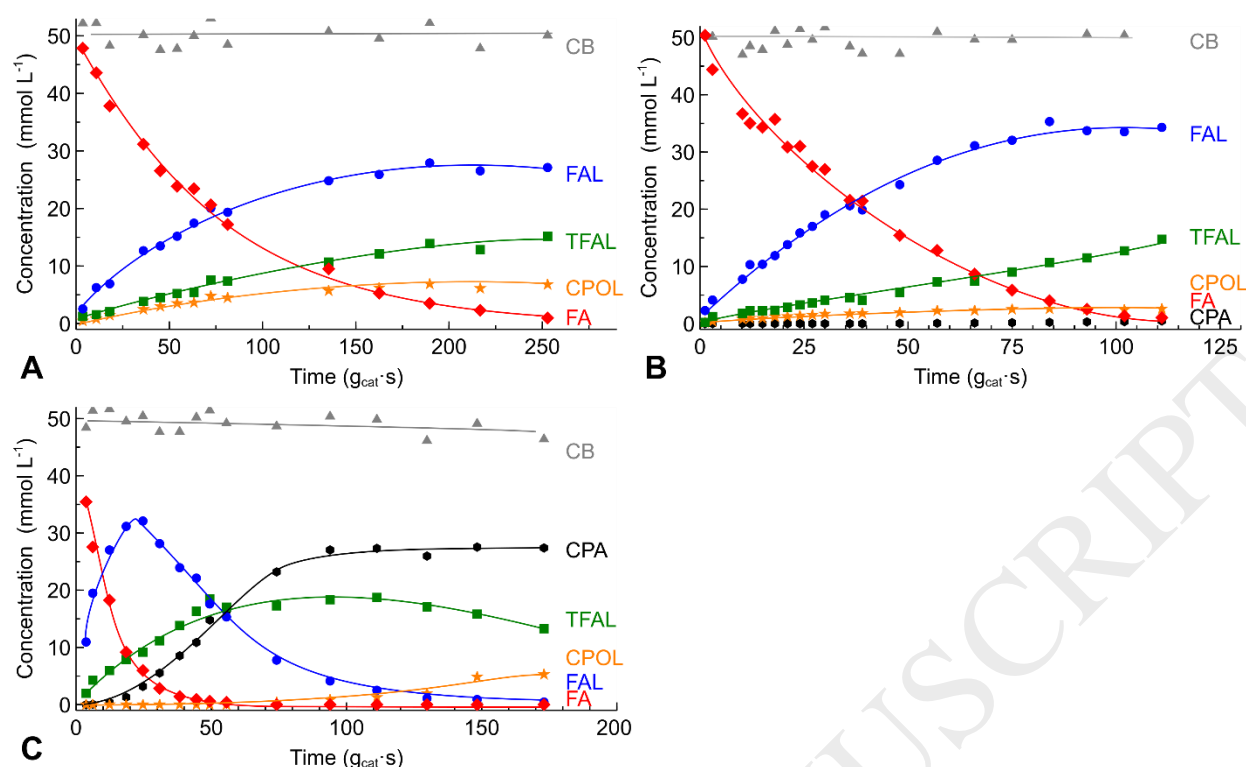 Concentration (mmol L⁻¹)
50
40
30
20
10
0
CB
FAL
TFAL
CPOL
FA
0
50
100
150
200
250
A
Time (g_cat·s)
Concentration (mmol L⁻¹)
50
40
30
20
10
0
CB
FAL
TFAL
CPOL
FA
CPA
0
25
50
75
100
125
B
Time (g_cat·s)
Concentration (mmol L⁻¹)
50
40
30
20
10
0
CB
CPA
TFAL
CPOL
FAL
FA
0
50
100
150
200
C
Time (g_cat·s)
USCRIPT